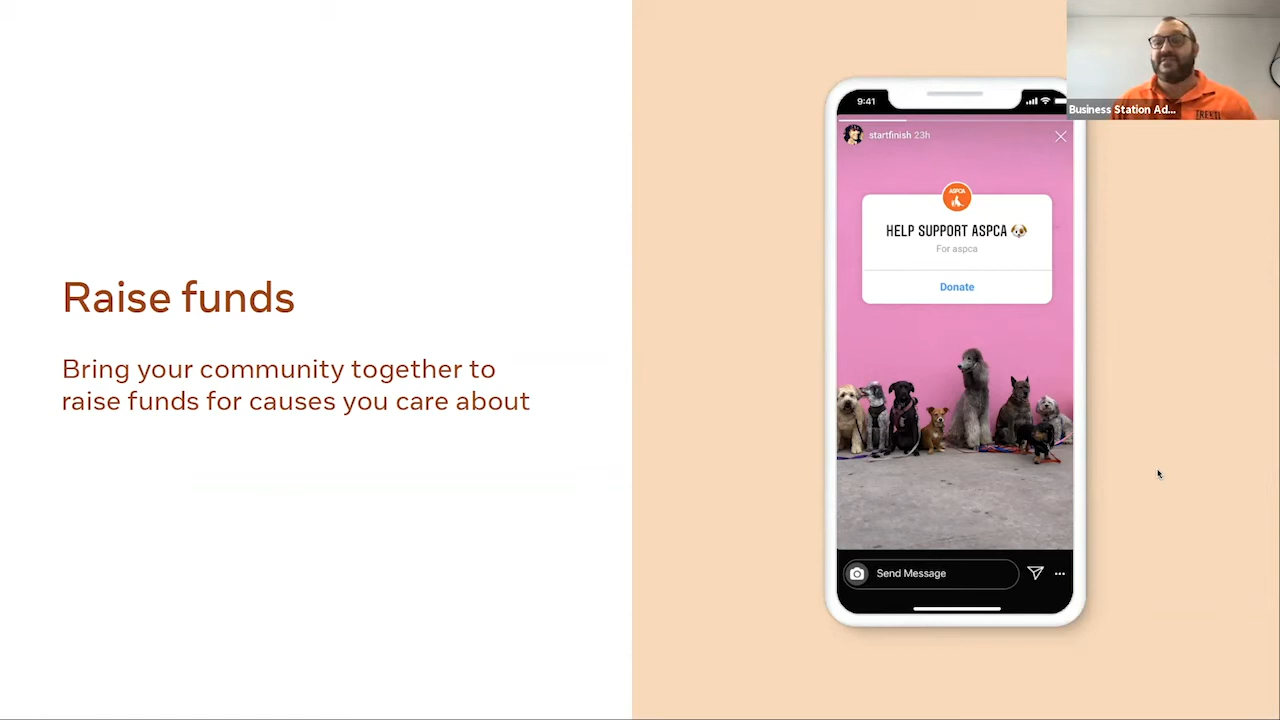 Raise funds
Bring your community together to
raise funds for causes you care about
9:41
startfinish 23h
ASPCA
HELP SUPPORT ASPCA
For aspca
Donate
Send Message
Business Station Ad...